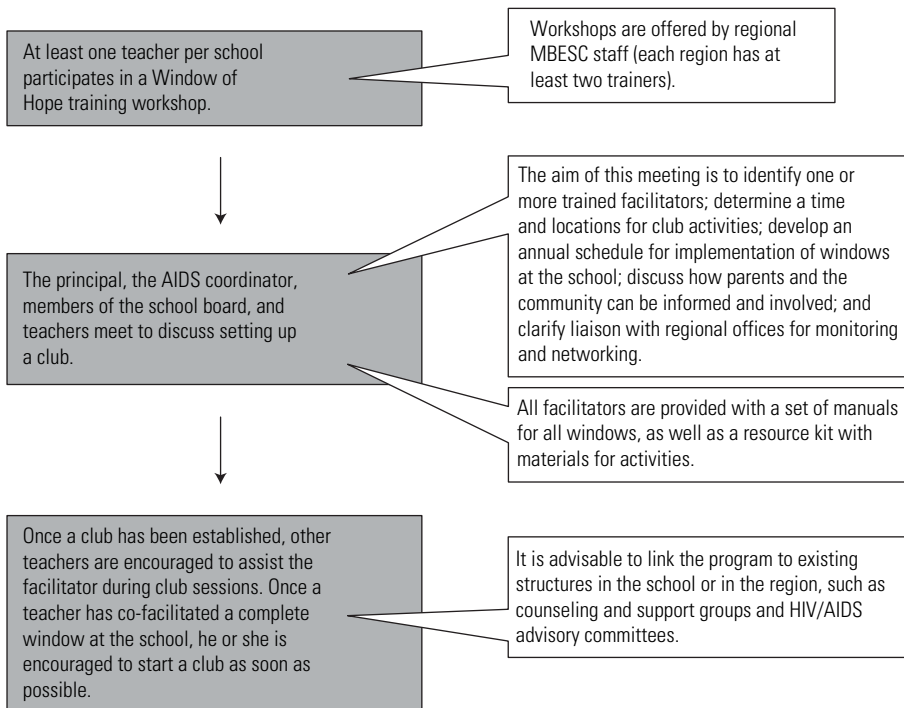 At least one teacher per school
participates in a Window of
Hope training workshop.
Workshops are offered by regional
MBESC staff (each region has at
least two trainers).
The principal, the AIDS coordinator,
members of the school board, and
teachers meet to discuss setting up
a club.
The aim of this meeting is to identify one or
more trained facilitators; determine a time
and locations for club activities; develop an
annual schedule for implementation of windows
at the school; discuss how parents and the
community can be informed and involved; and
clarify liaison with regional offices for monitoring
and networking.
All facilitators are provided with a set of manuals
for all windows, as well as a resource kit with
materials for activities.
Once a club has been established, other
teachers are encouraged to assist the
facilitator during club sessions. Once a
teacher has co-facilitated a complete
window at the school, he or she is
encouraged to start a club as soon as
possible.
It is advisable to link the program to existing
structures in the school or in the region, such as
counseling and support groups and HIV/AIDS
advisory committees.